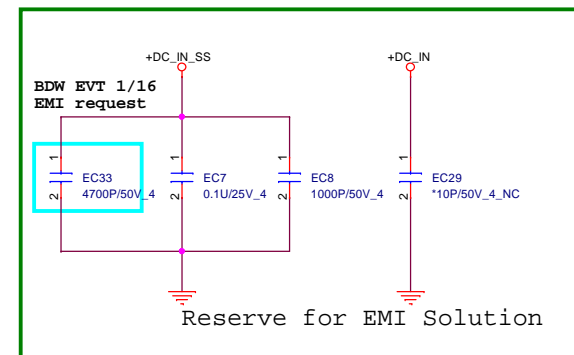 +DC_IN_SS
+DC_IN
BDW EVT 1/16
EMI request
1
EC33
4700P/50V_4
2
1
EC7
0.1U/25V_4
2
1
EC8
1000P/50V_4
2
1
EC29
*10P/50V_4_NC
2
Reserve for EMI Solution